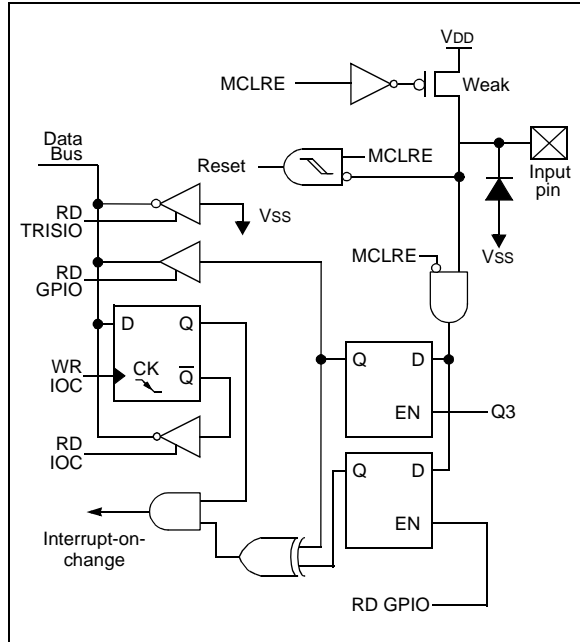 VDD
MCLRE
Weak
Data
Bus
Reset
MCLRE
Input
pin
RD
TRISIO
VSS
VSS
RD
GPIO
MCLRE
D
Q
Q
D
WR
IOC
CK
Q
EN
Q3
RD
IOC
Q
D
EN
Interrupt-on-
change
RD GPIO